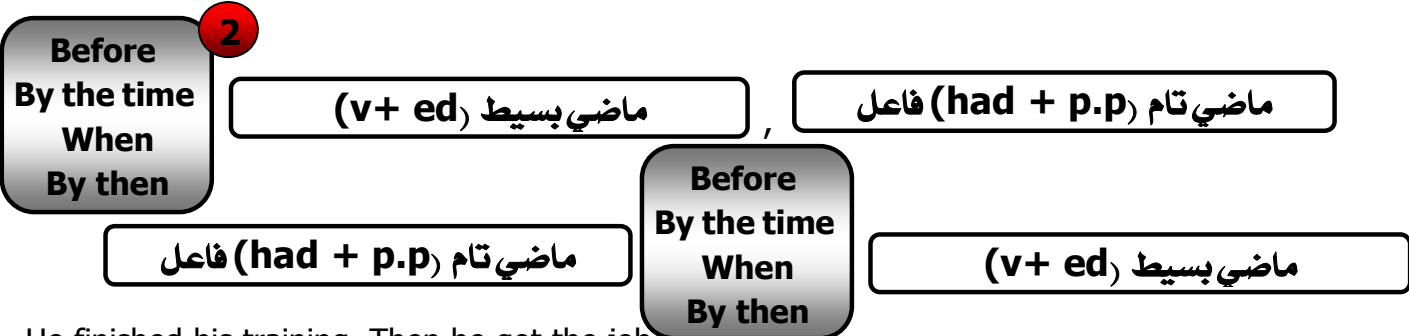 2
Before
By the time
When
By then
ماضي بسيط (v+ ed)
,
ماضي تام (had + p.p) فاعل
ماضي تام (had + p.p) فاعل
Before
By the time
When
By then
ماضي بسيط (v+ ed)
He finished his training. Then he got the job